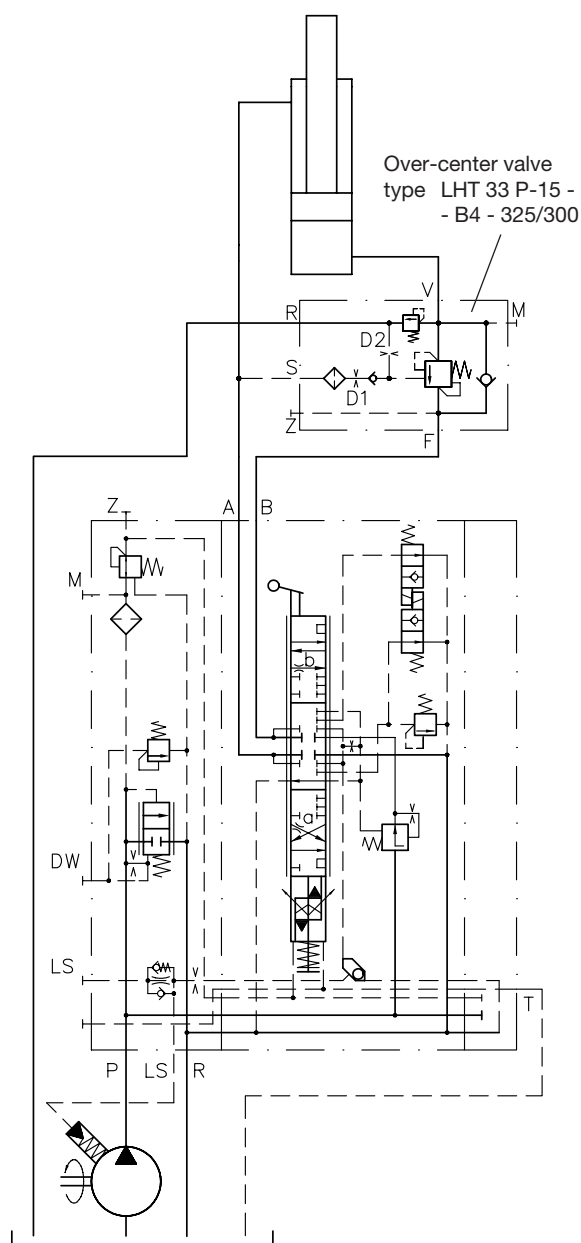 Over-center valve
type LHT 33 P-15 -
- B4 - 325/300
V
R
M
D2
S
D1
Z
F
Z
A
B
M
b
a
DW
LS
T
P
LS
R